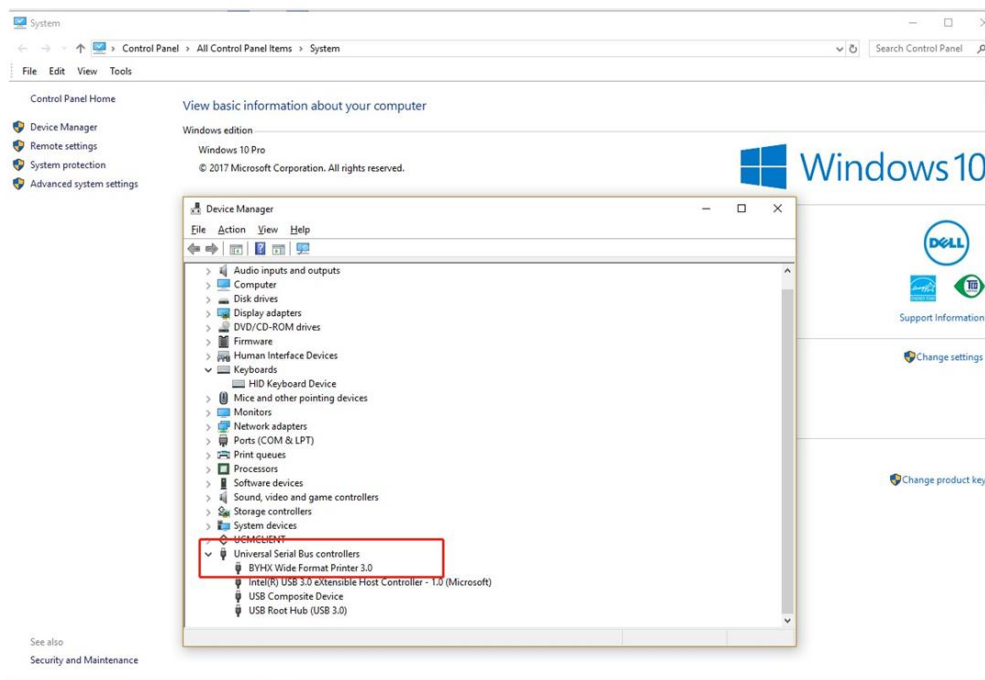 System
Control Panel > All Control Panel Items > System
Search Control Panel
File Edit View Tools
Control Panel Home
Device Manager
Remote settings
System protection
Advanced system settings
View basic information about your computer
Windows edition
Windows 10 Pro
© 2017 Microsoft Corporation. All rights reserved.
Windows 10
Device Manager
File Action View Help
Audio inputs and outputs
Computer
Disk drives
Display adapters
DVD/CD-ROM drives
Firmware
Human Interface Devices
Keyboards
HID Keyboard Device
Mice and other pointing devices
Monitors
Network adapters
Ports (COM & LPT)
Print queues
Processors
Software devices
Sound, video and game controllers
Storage controllers
System devices
UCMCLIENT
Universal Serial Bus controllers
BYHX Wide Format Printer 3.0
Intel(R) USB 3.0 eXtensible Host Controller - 1.0 (Microsoft)
USB Composite Device
USB Root Hub (USB 3.0)
DELL
Support Information
Change settings
Change product key
See also
Security and Maintenance